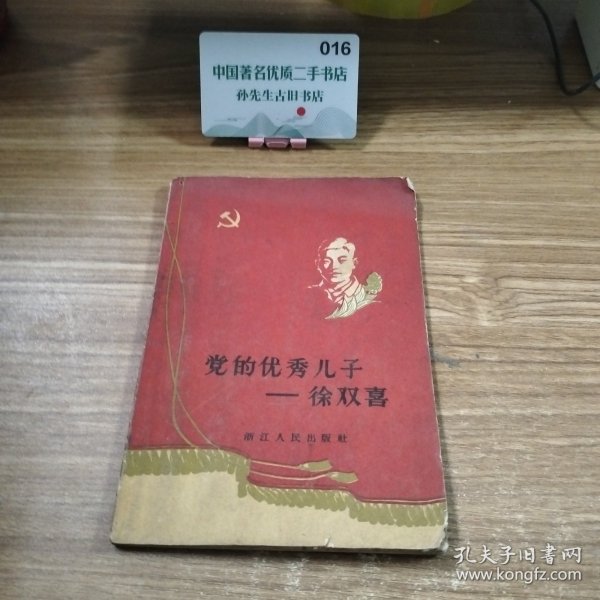 016
中国著名优质二手书店
孙先生古旧书店
党的优秀儿子
——徐双喜
浙江人民出版社
孔夫子旧书网
www.kongfz.com